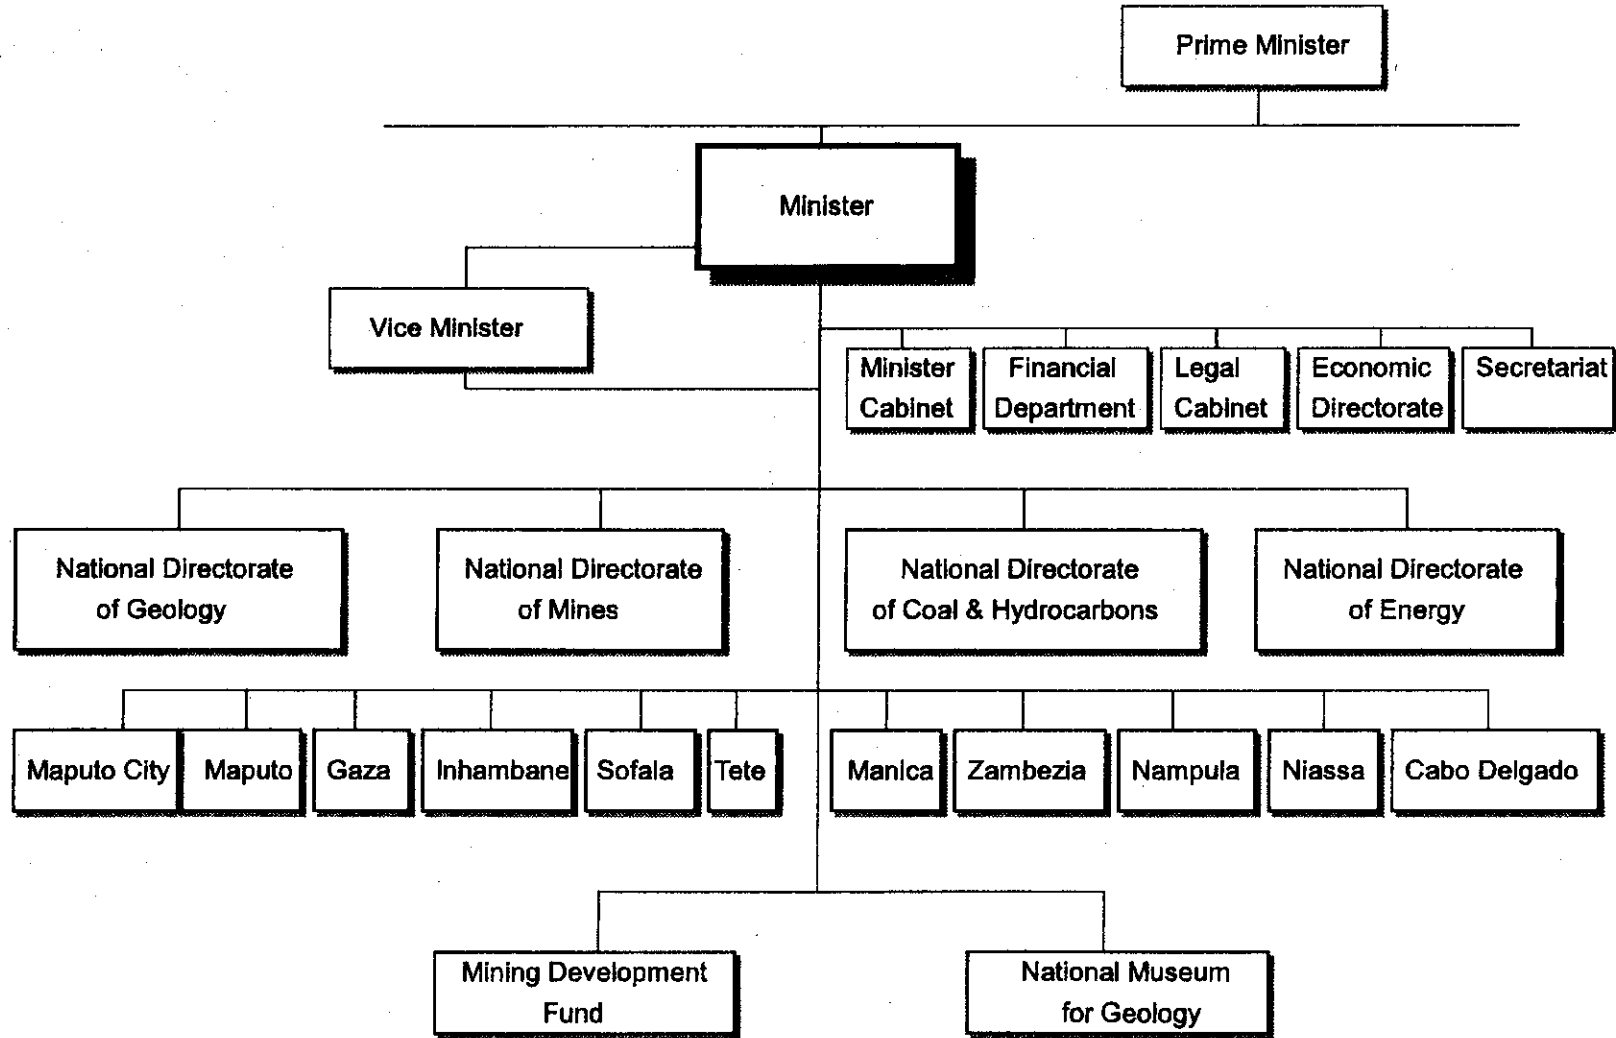 Prime Minister
Minister
Vice Minister
Minister
Cabinet
Financial
Department
Legal
Cabinet
Economic
Directorate
Secretariat
National Directorate
of Geology
National Directorate
of Mines
National Directorate
of Coal & Hydrocarbons
National Directorate
of Energy
Maputo City
Maputo
Gaza
Inhambane
Sofala
Tete
Manica
Zambezia
Nampula
Niassa
Cabo Delgado
Mining Development
Fund
National Museum
for Geology